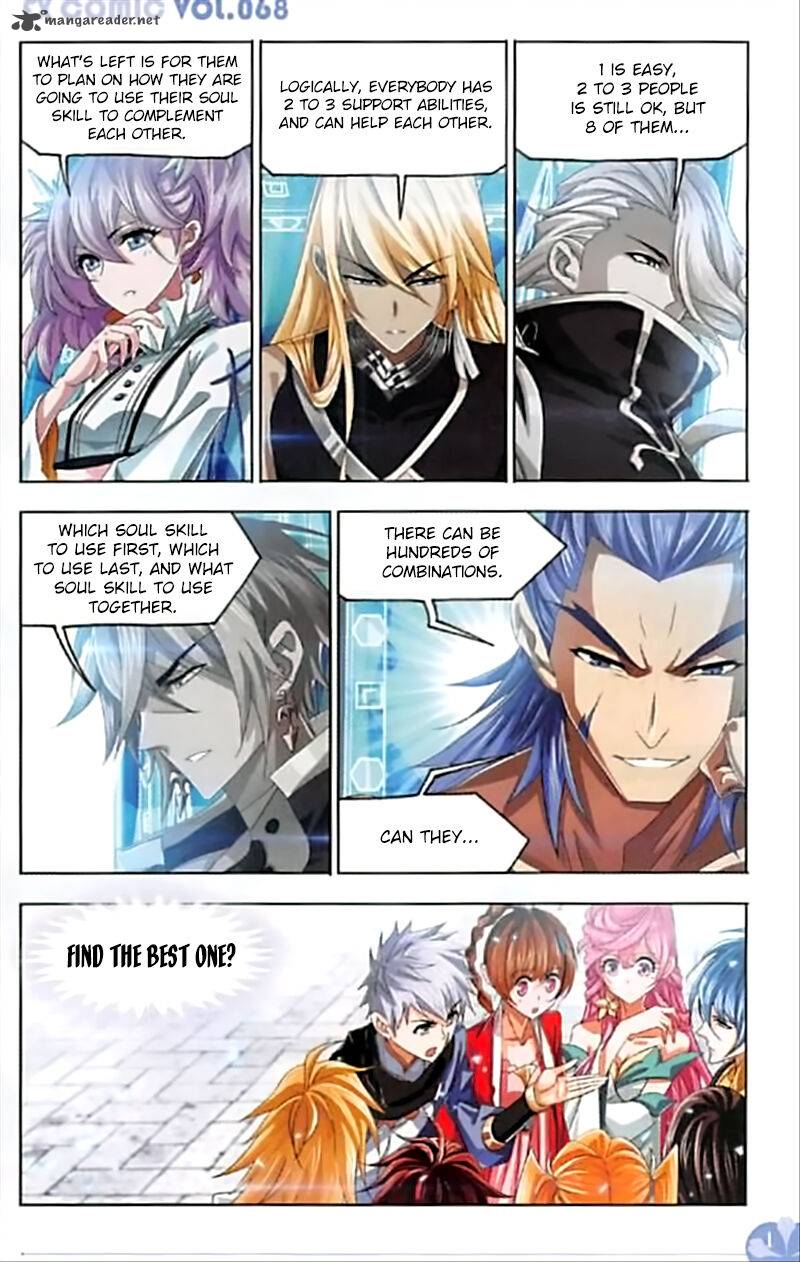 SY COMIC VOL.068
mangareader.net
WHAT'S LEFT IS FOR THEM
TO PLAN ON HOW THEY ARE
GOING TO USE THEIR SOUL
SKILL TO COMPLEMENT
EACH OTHER.
LOGICALLY, EVERYBODY HAS
2 TO 3 SUPPORT ABILITIES,
AND CAN HELP EACH OTHER.
1 IS EASY,
2 TO 3 PEOPLE
IS STILL OK, BUT
8 OF THEM...
WHICH SOUL SKILL
TO USE FIRST, WHICH
TO USE LAST, AND WHAT
SOUL SKILL TO USE
TOGETHER.
THERE CAN BE
HUNDREDS OF
COMBINATIONS.
CAN THEY...
FIND THE BEST ONE?
1